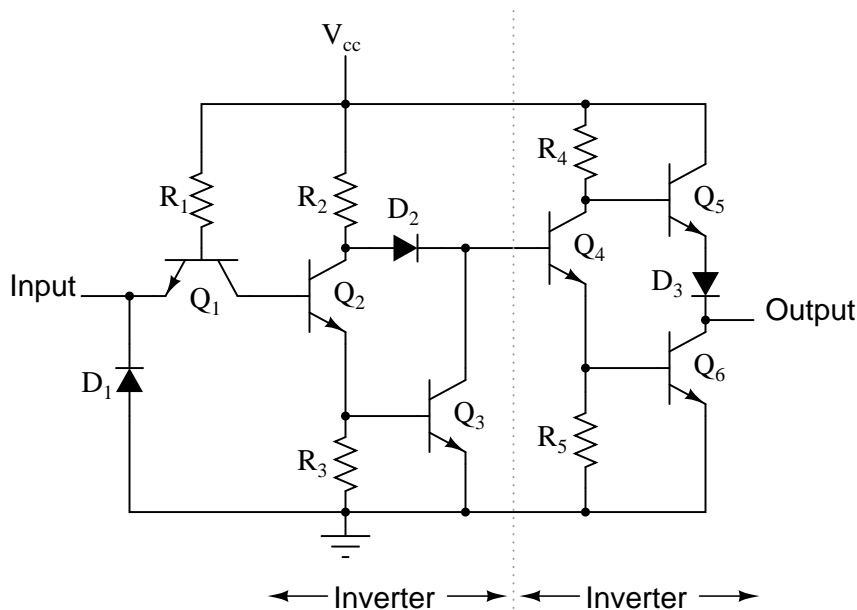 Vcc
R1
R2
D2
R4
Q5
Q4
Input
Q1
Q2
D3
Output
D1
Q3
Q6
R3
R5
Inverter
Inverter